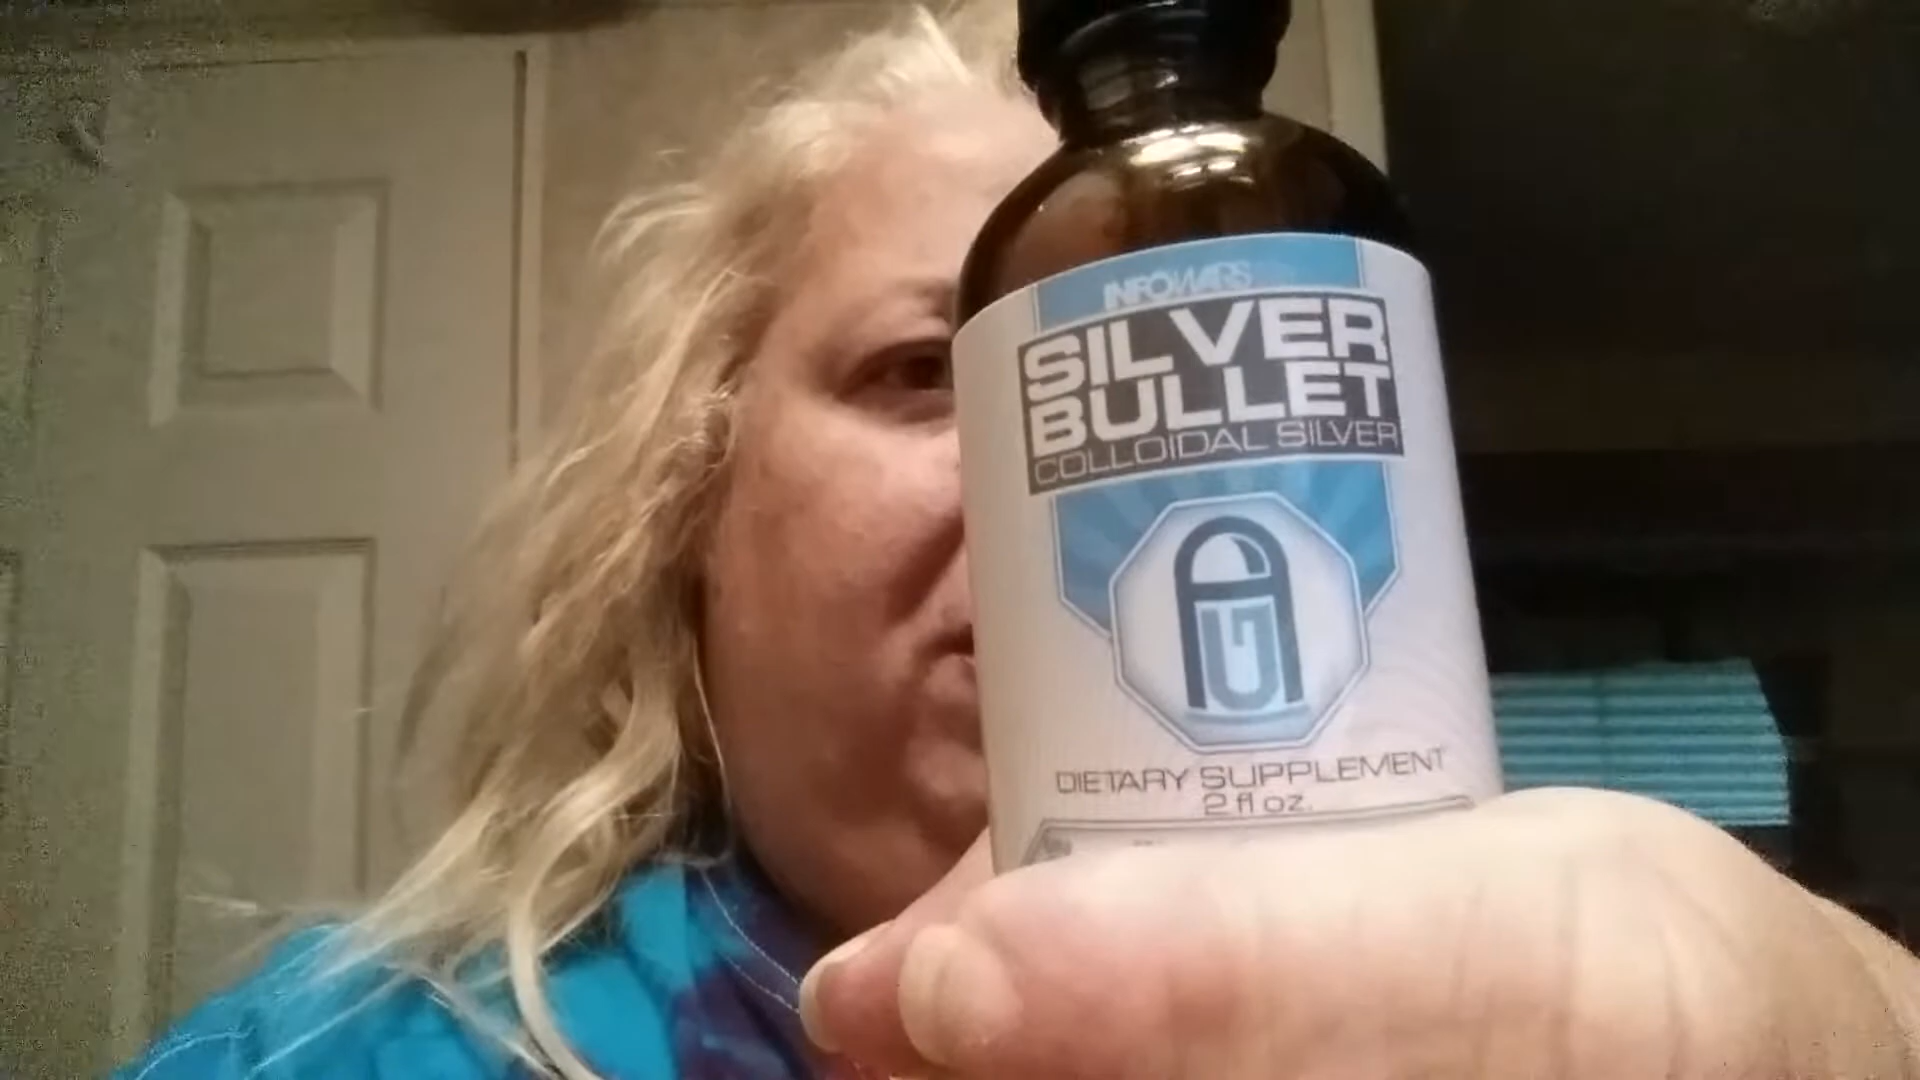 INFOWARS
SILVER
BULLET
COLLOIDAL SILVER
DIETARY SUPPLEMENT
2 fl oz.